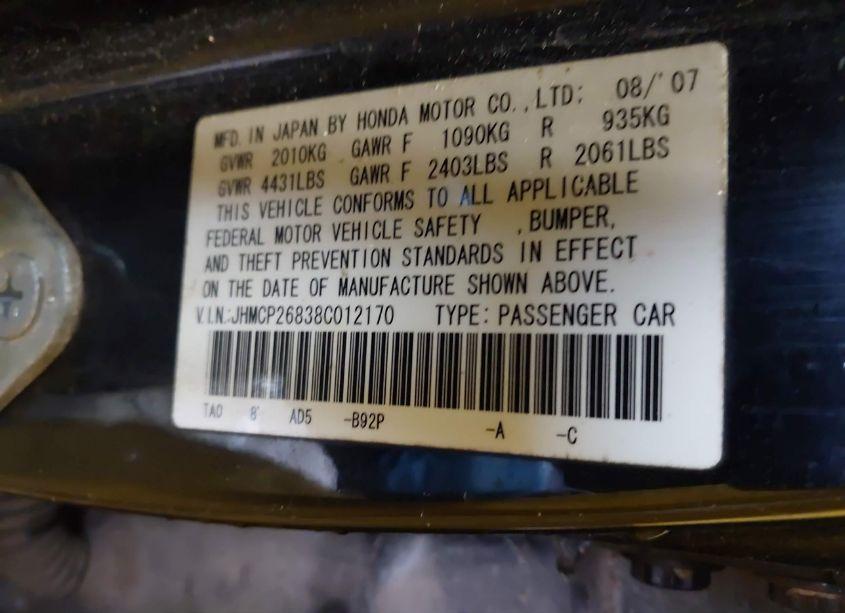 MFD. IN JAPAN BY HONDA MOTOR CO., LTD: 08/'07
GVWR 2010KG GAWR F 1090KG R 935KG
GVWR 4431LBS GAWR F 2403LBS R 2061LBS
THIS VEHICLE CONFORMS TO ALL APPLICABLE
FEDERAL MOTOR VEHICLE SAFETY , BUMPER,
AND THEFT PREVENTION STANDARDS IN EFFECT
ON THE DATE OF MANUFACTURE SHOWN ABOVE.
V.I.N.:JHMCP26838C012170 TYPE: PASSENGER CAR
TA0 8' AD5 -B92P -A -C